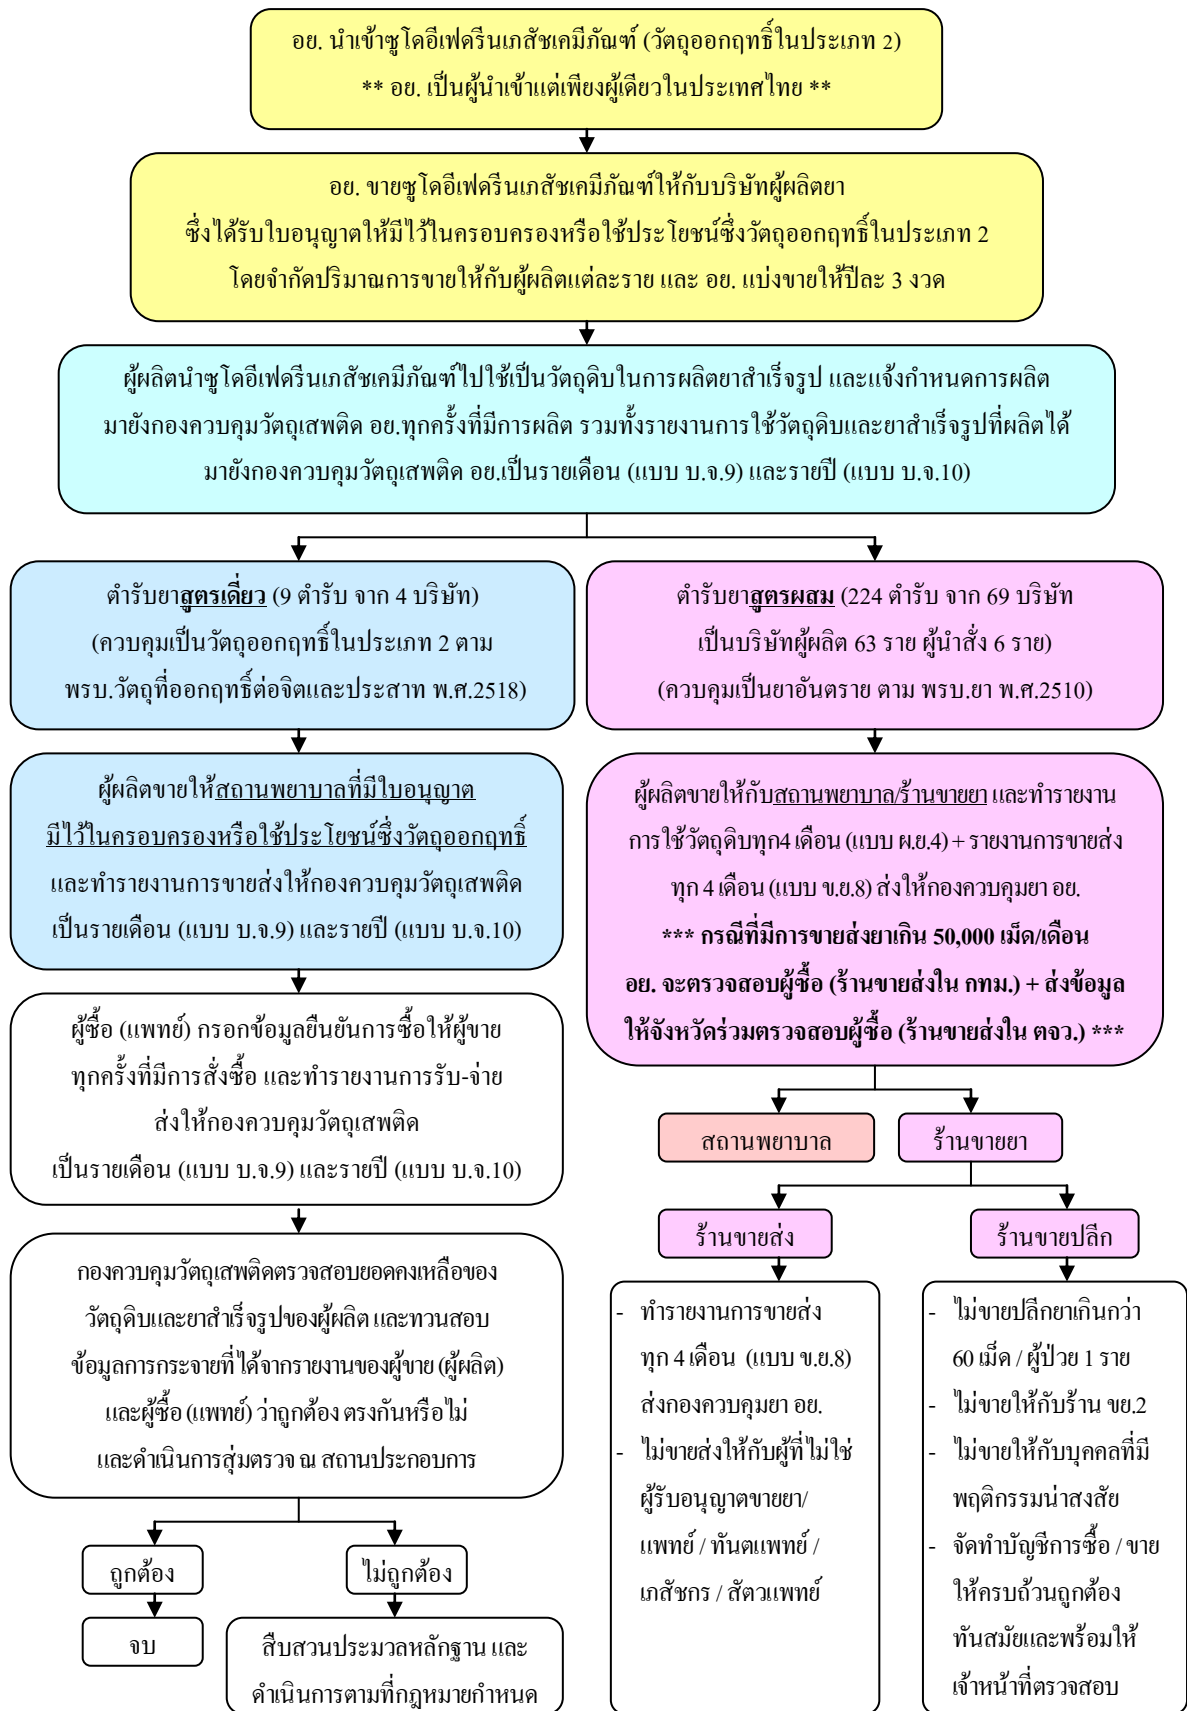 อย. นำเข้าซูโดอีเฟดรีนเภสัชเคมีภัณฑ์ (วัตถุออกฤทธิ์ในประเภท 2)
** อย. เป็นผู้นำเข้าแต่เพียงผู้เดียวในประเทศไทย **
อย. ขายซูโดอีเฟดรีนเภสัชเคมีภัณฑ์ให้กับบริษัทผู้ผลิตยา
ซึ่งได้รับใบอนุญาตให้มีไว้ในครอบครองหรือใช้ประโยชน์ซึ่งวัตถุออกฤทธิ์ในประเภท 2
โดยจำกัดปริมาณการขายให้กับผู้ผลิตแต่ละราย และ อย. แบ่งขายให้ปีละ 3 งวด
ผู้ผลิตนำซูโดอีเฟดรีนเภสัชเคมีภัณฑ์ไปใช้เป็นวัตถุดิบในการผลิตยาสำเร็จรูป และแจ้งกำหนดการผลิต
มายังกองควบคุมวัตถุเสพติด อย.ทุกครั้งที่มีการผลิต รวมทั้งรายงานการใช้วัตถุดิบและยาสำเร็จรูปที่ผลิตได้
มายังกองควบคุมวัตถุเสพติด อย.เป็นรายเดือน (แบบ บ.จ.9) และรายปี (แบบ บ.จ.10)
ตำรับยาสูตรเดี่ยว (9 ตำรับ จาก 4 บริษัท)
(ควบคุมเป็นวัตถุออกฤทธิ์ในประเภท 2 ตาม
พรบ.วัตถุที่ออกฤทธิ์ต่อจิตและประสาท พ.ศ.2518)
ผู้ผลิตขายให้สถานพยาบาลที่มีใบอนุญาต
มีไว้ในครอบครองหรือใช้ประโยชน์ซึ่งวัตถุออกฤทธิ์
และทำรายงานการขายส่งให้กองควบคุมวัตถุเสพติด
เป็นรายเดือน (แบบ บ.จ.9) และรายปี (แบบ บ.จ.10)
ผู้ซื้อ (แพทย์) กรอกข้อมูลยืนยันการซื้อให้ผู้ขาย
ทุกครั้งที่มีการสั่งซื้อ และทำรายงานการรับ-จ่าย
ส่งให้กองควบคุมวัตถุเสพติด
เป็นรายเดือน (แบบ บ.จ.9) และรายปี (แบบ บ.จ.10)
กองควบคุมวัตถุเสพติดตรวจสอบยอดคงเหลือของ
วัตถุดิบและยาสำเร็จรูปของผู้ผลิต และทวนสอบ
ข้อมูลการกระจายที่ได้จากรายงานของผู้ขาย (ผู้ผลิต)
และผู้ซื้อ (แพทย์) ว่าถูกต้อง ตรงกันหรือไม่
และดำเนินการสุ่มตรวจ ณ สถานประกอบการ
ถูกต้อง
ไม่ถูกต้อง
จบ
สืบสวนประมวลหลักฐาน และ
ดำเนินการตามที่กฎหมายกำหนด
ตำรับยาสูตรผสม (224 ตำรับ จาก 69 บริษัท
เป็นบริษัทผู้ผลิต 63 ราย ผู้นำสั่ง 6 ราย)
(ควบคุมเป็นยาอันตราย ตาม พรบ.ยา พ.ศ.2510)
ผู้ผลิตขายให้กับสถานพยาบาล/ร้านขายยา และทำรายงาน
การใช้วัตถุดิบทุก4 เดือน (แบบ ผ.ย.4) + รายงานการขายส่ง
ทุก 4 เดือน (แบบ ข.ย.8) ส่งให้กองควบคุมยา อย.
*** กรณีที่มีการขายส่งยาเกิน 50,000 เม็ด/เดือน
อย. จะตรวจสอบผู้ซื้อ (ร้านขายส่งใน กทม.) + ส่งข้อมูล
ให้จังหวัดร่วมตรวจสอบผู้ซื้อ (ร้านขายส่งใน ตจว.) ***
สถานพยาบาล
ร้านขายยา
ร้านขายส่ง
ร้านขายปลีก
- ทำรายงานการขายส่ง
ทุก 4 เดือน (แบบ ข.ย.8)
ส่งกองควบคุมยา อย.
- ไม่ขายส่งให้กับผู้ที่ไม่ใช่
ผู้รับอนุญาตขายยา/
แพทย์ / ทันตแพทย์ /
เภสัชกร / สัตวแพทย์
- ไม่ขายปลีกยาเกินกว่า
60 เม็ด / ผู้ป่วย 1 ราย
- ไม่ขายให้กับร้าน ขย.2
- ไม่ขายให้กับบุคคลที่มี
พฤติกรรมน่าสงสัย
- จัดทำบัญชีการซื้อ / ขาย
ให้ครบถ้วนถูกต้อง
ทันสมัยและพร้อมให้
เจ้าหน้าที่ตรวจสอบ